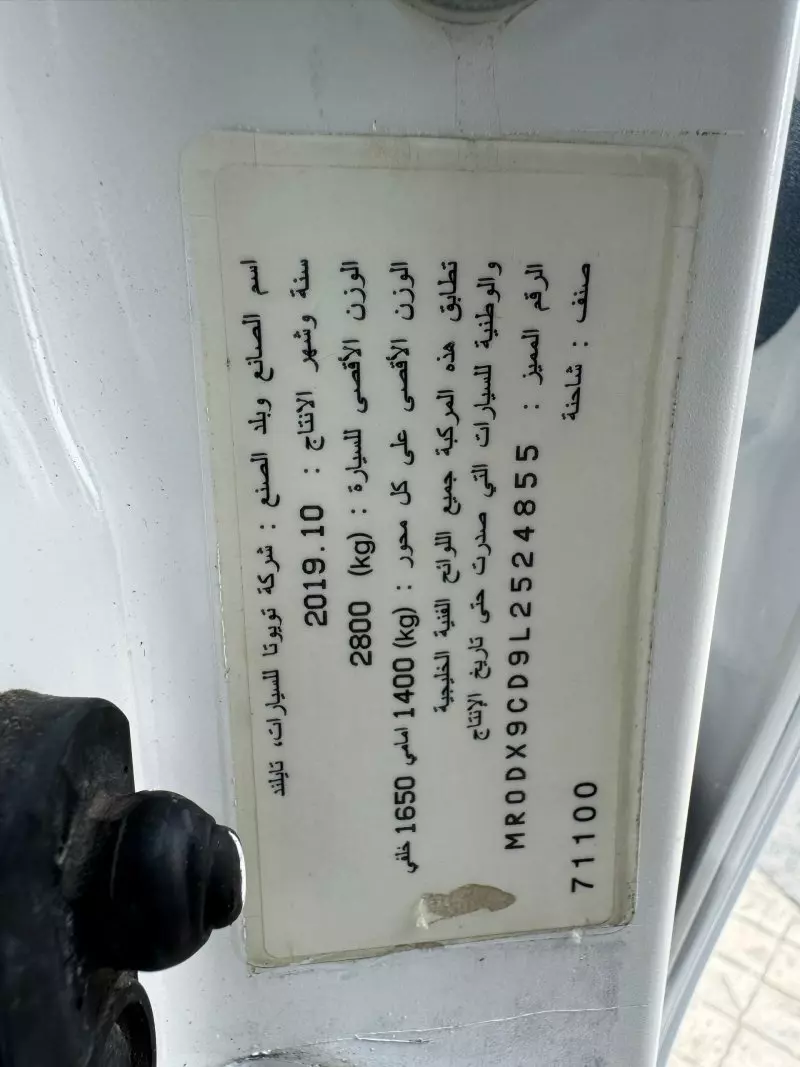 اسم الصانع وبلد الصنع : شركة تويوتا للسيارات، تايلند
سنة وشهر الانتاج : 2019.10
الوزن الأقصى للسيارة : (kg) 2800
الوزن الأقصى على كل محور : (kg) 1400 امامي 1650 خلفي
تطابق هذه المركبة جميع اللوائح الفنية الخليجية
والوطنية للسيارات التي صدرت حتى تاريخ الإنتاج
الرقم المميز : MR0DX9CD9L2524855
صنف : شاحنة
71100